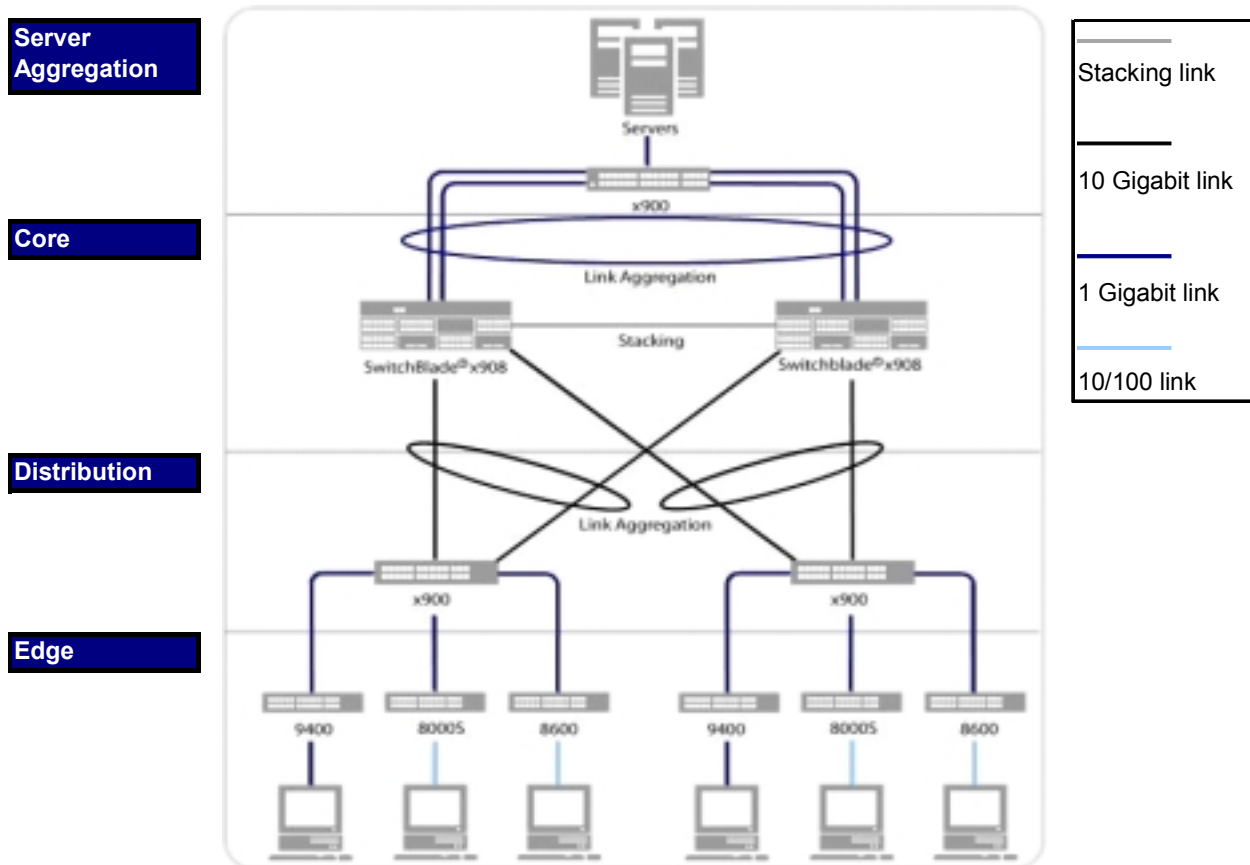 Server
Aggregation
Servers
x900
Core
Link Aggregation
Stacking
SwitchBlade® x908
Switchblade® x908
Distribution
Link Aggregation
x900
x900
Edge
9400
8000S
8600
9400
8000S
8600
Stacking link
10 Gigabit link
1 Gigabit link
10/100 link